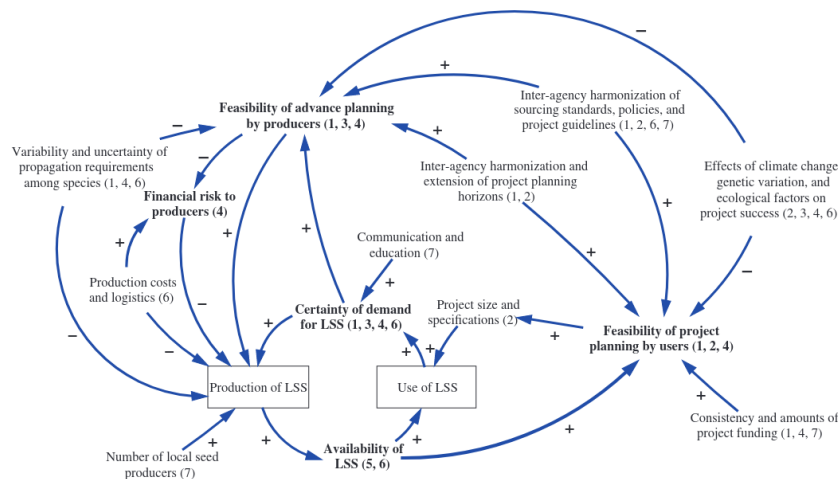 −
+
Feasibility of advance planning
by producers (1, 3, 4)
Inter-agency harmonization of
sourcing standards, policies, and
project guidelines (1, 2, 6, 7)
−
+
Variability and uncertainty of
propagation requirements
among species (1, 4, 6)
−
Inter-agency harmonization and
extension of project planning
horizons (1, 2)
Effects of climate change
genetic variation, and
ecological factors on
project success (2, 3, 4, 6)
Financial risk to
producers (4)
+
+
+
+
+
−
Communication and
education (7)
Production costs
and logistics (6)
+
−
Project size and
specifications (2)
Certainty of demand
for LSS (1, 3, 4, 6)
+
+
Feasibility of project
planning by users (1, 2, 4)
−
−
+
+
Production of LSS
Use of LSS
+
Consistency and amounts of
project funding (1, 4, 7)
+
+
+
+
Availability of
LSS (5, 6)
Number of local seed
producers (7)